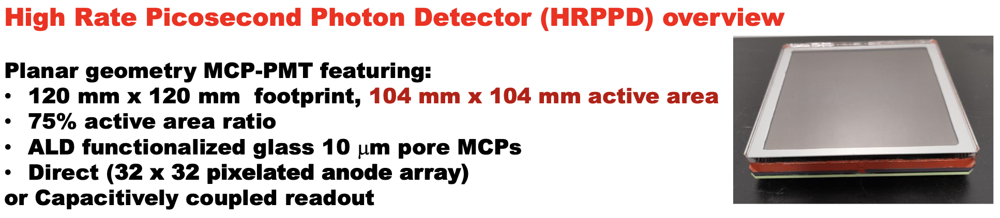 High Rate Picosecond Photon Detector (HRPPD) overview
Planar geometry MCP-PMT featuring:
• 120 mm x 120 mm footprint, 104 mm x 104 mm active area
• 75% active area ratio
• ALD functionalized glass 10 μm pore MCPs
• Direct (32 x 32 pixelated anode array)
or Capacitively coupled readout